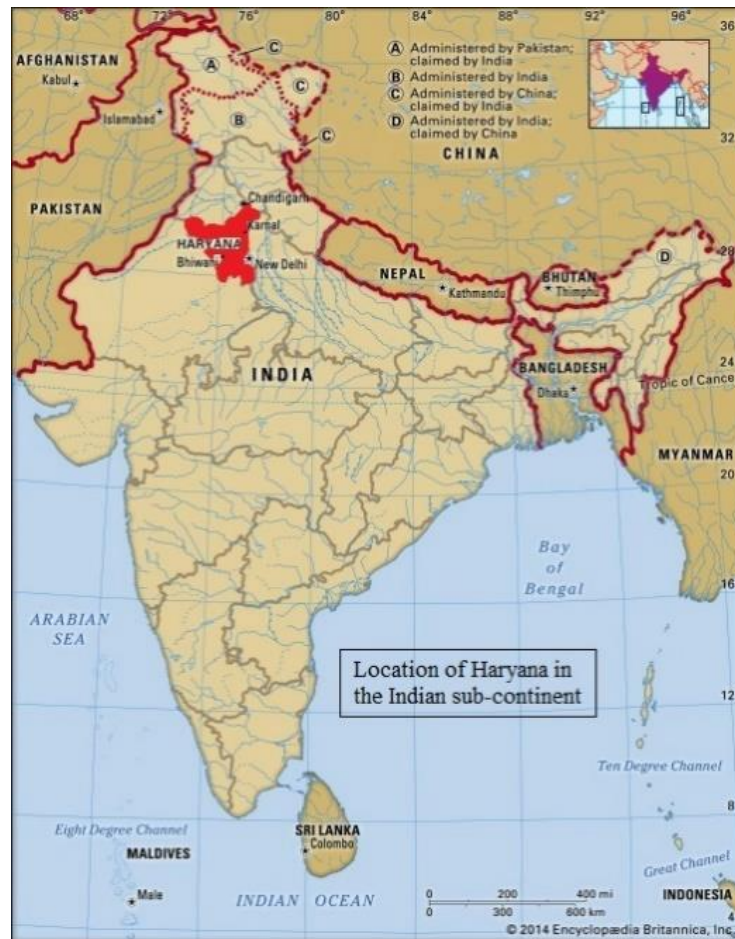 68°
72°
76°
80°
84°
88°
92°
96°
36
AFGHANISTAN
Kabul
Islamabad
PAKISTAN
A
C
C
B
C
A Administered by Pakistan;
claimed by India
B Administered by India
C Administered by China;
claimed by India
D Administered by India;
claimed by China
32
CHINA
Chandigarh
Karnal
HARYANA
Bhiwani
New Delhi
NEPAL
Kathmandu
BHUTAN
Thimphu
D
28
INDIA
BANGLADESH
Dhaka
24
Tropic of Cance
MYANMAR
20
Bay
of
Bengal
16
ARABIAN
SEA
Location of Haryana in
the Indian sub-continent
12
Ten Degree Channel
8
Eight Degree Channel
MALDIVES
Male
SRI LANKA
Colombo
Great Channel
INDIAN OCEAN
INDONESIA
0 200 400 mi
0 300 600 km
4
© 2014 Encyclopædia Britannica, Inc